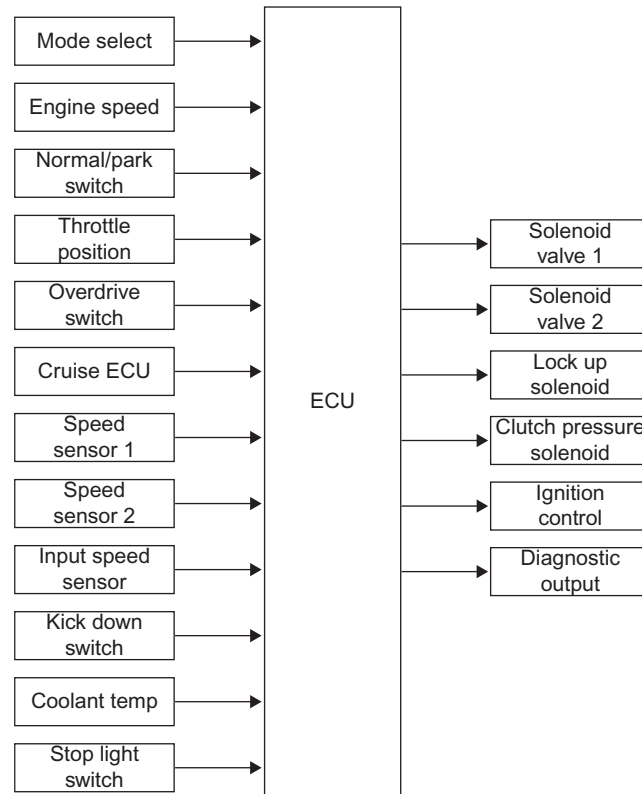 Mode select
Engine speed
Normal/park
switch
Throttle
position
Overdrive
switch
Cruise ECU
Speed
sensor 1
Speed
sensor 2
Input speed
sensor
Kick down
switch
Coolant temp
Stop light
switch
ECU
Solenoid
valve 1
Solenoid
valve 2
Lock up
solenoid
Clutch pressure
solenoid
Ignition
control
Diagnostic
output